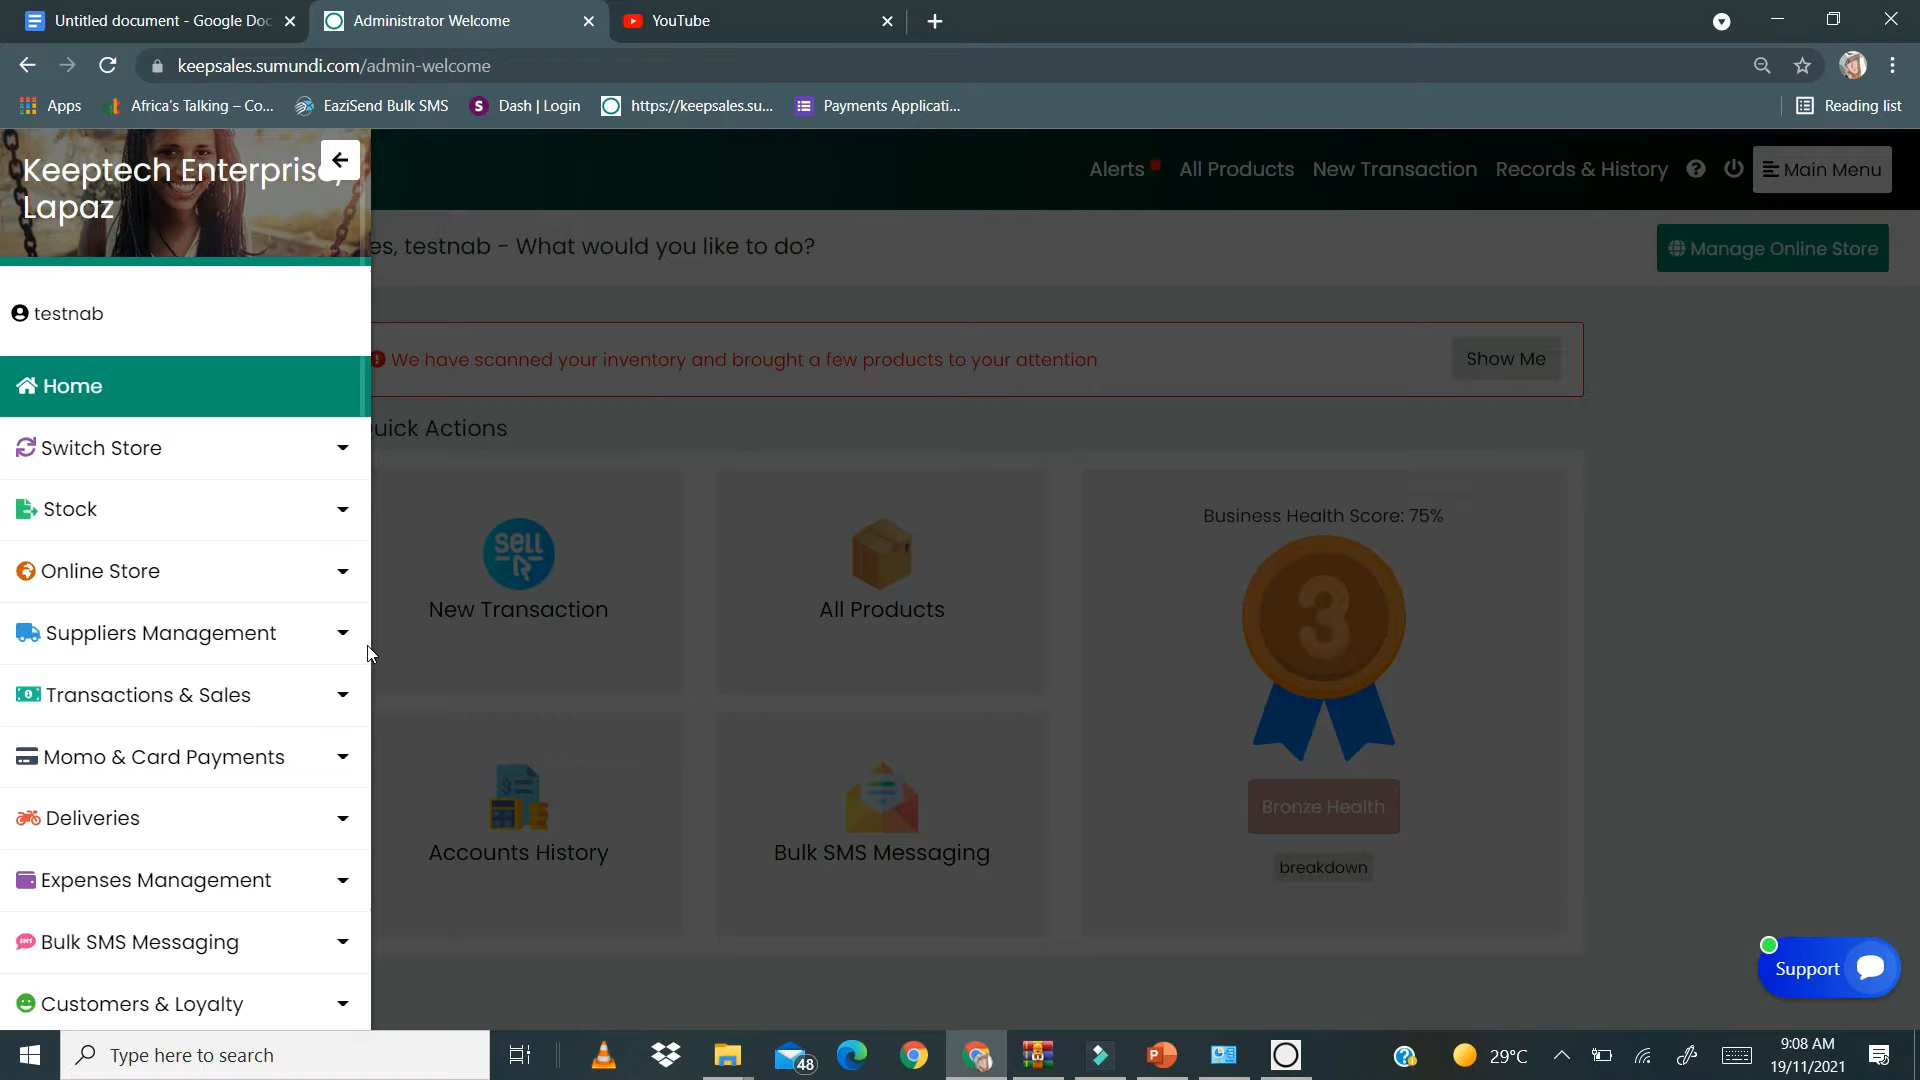 Untitled document - Google Doc
Administrator Welcome
YouTube
keepsales.sumundi.com/admin-welcome
Apps
Africa's Talking – Co...
EaziSend Bulk SMS
Dash | Login
https://keepsales.su...
Payments Applicati...
Reading list
Keeptech Enterprise,
Lapaz
Alerts
All Products
New Transaction
Records & History
Main Menu
es, testnab - What would you like to do?
Manage Online Store
testnab
We have scanned your inventory and brought a few products to your attention
Show Me
Home
Switch Store
Stock
Online Store
Suppliers Management
Transactions & Sales
Momo & Card Payments
Deliveries
Expenses Management
Bulk SMS Messaging
Customers & Loyalty
uick Actions
sell
New Transaction
All Products
Accounts History
Bulk SMS Messaging
Business Health Score: 75%
3
Bronze Health
breakdown
Support
Type here to search
48
29°C
9:08 AM
19/11/2021